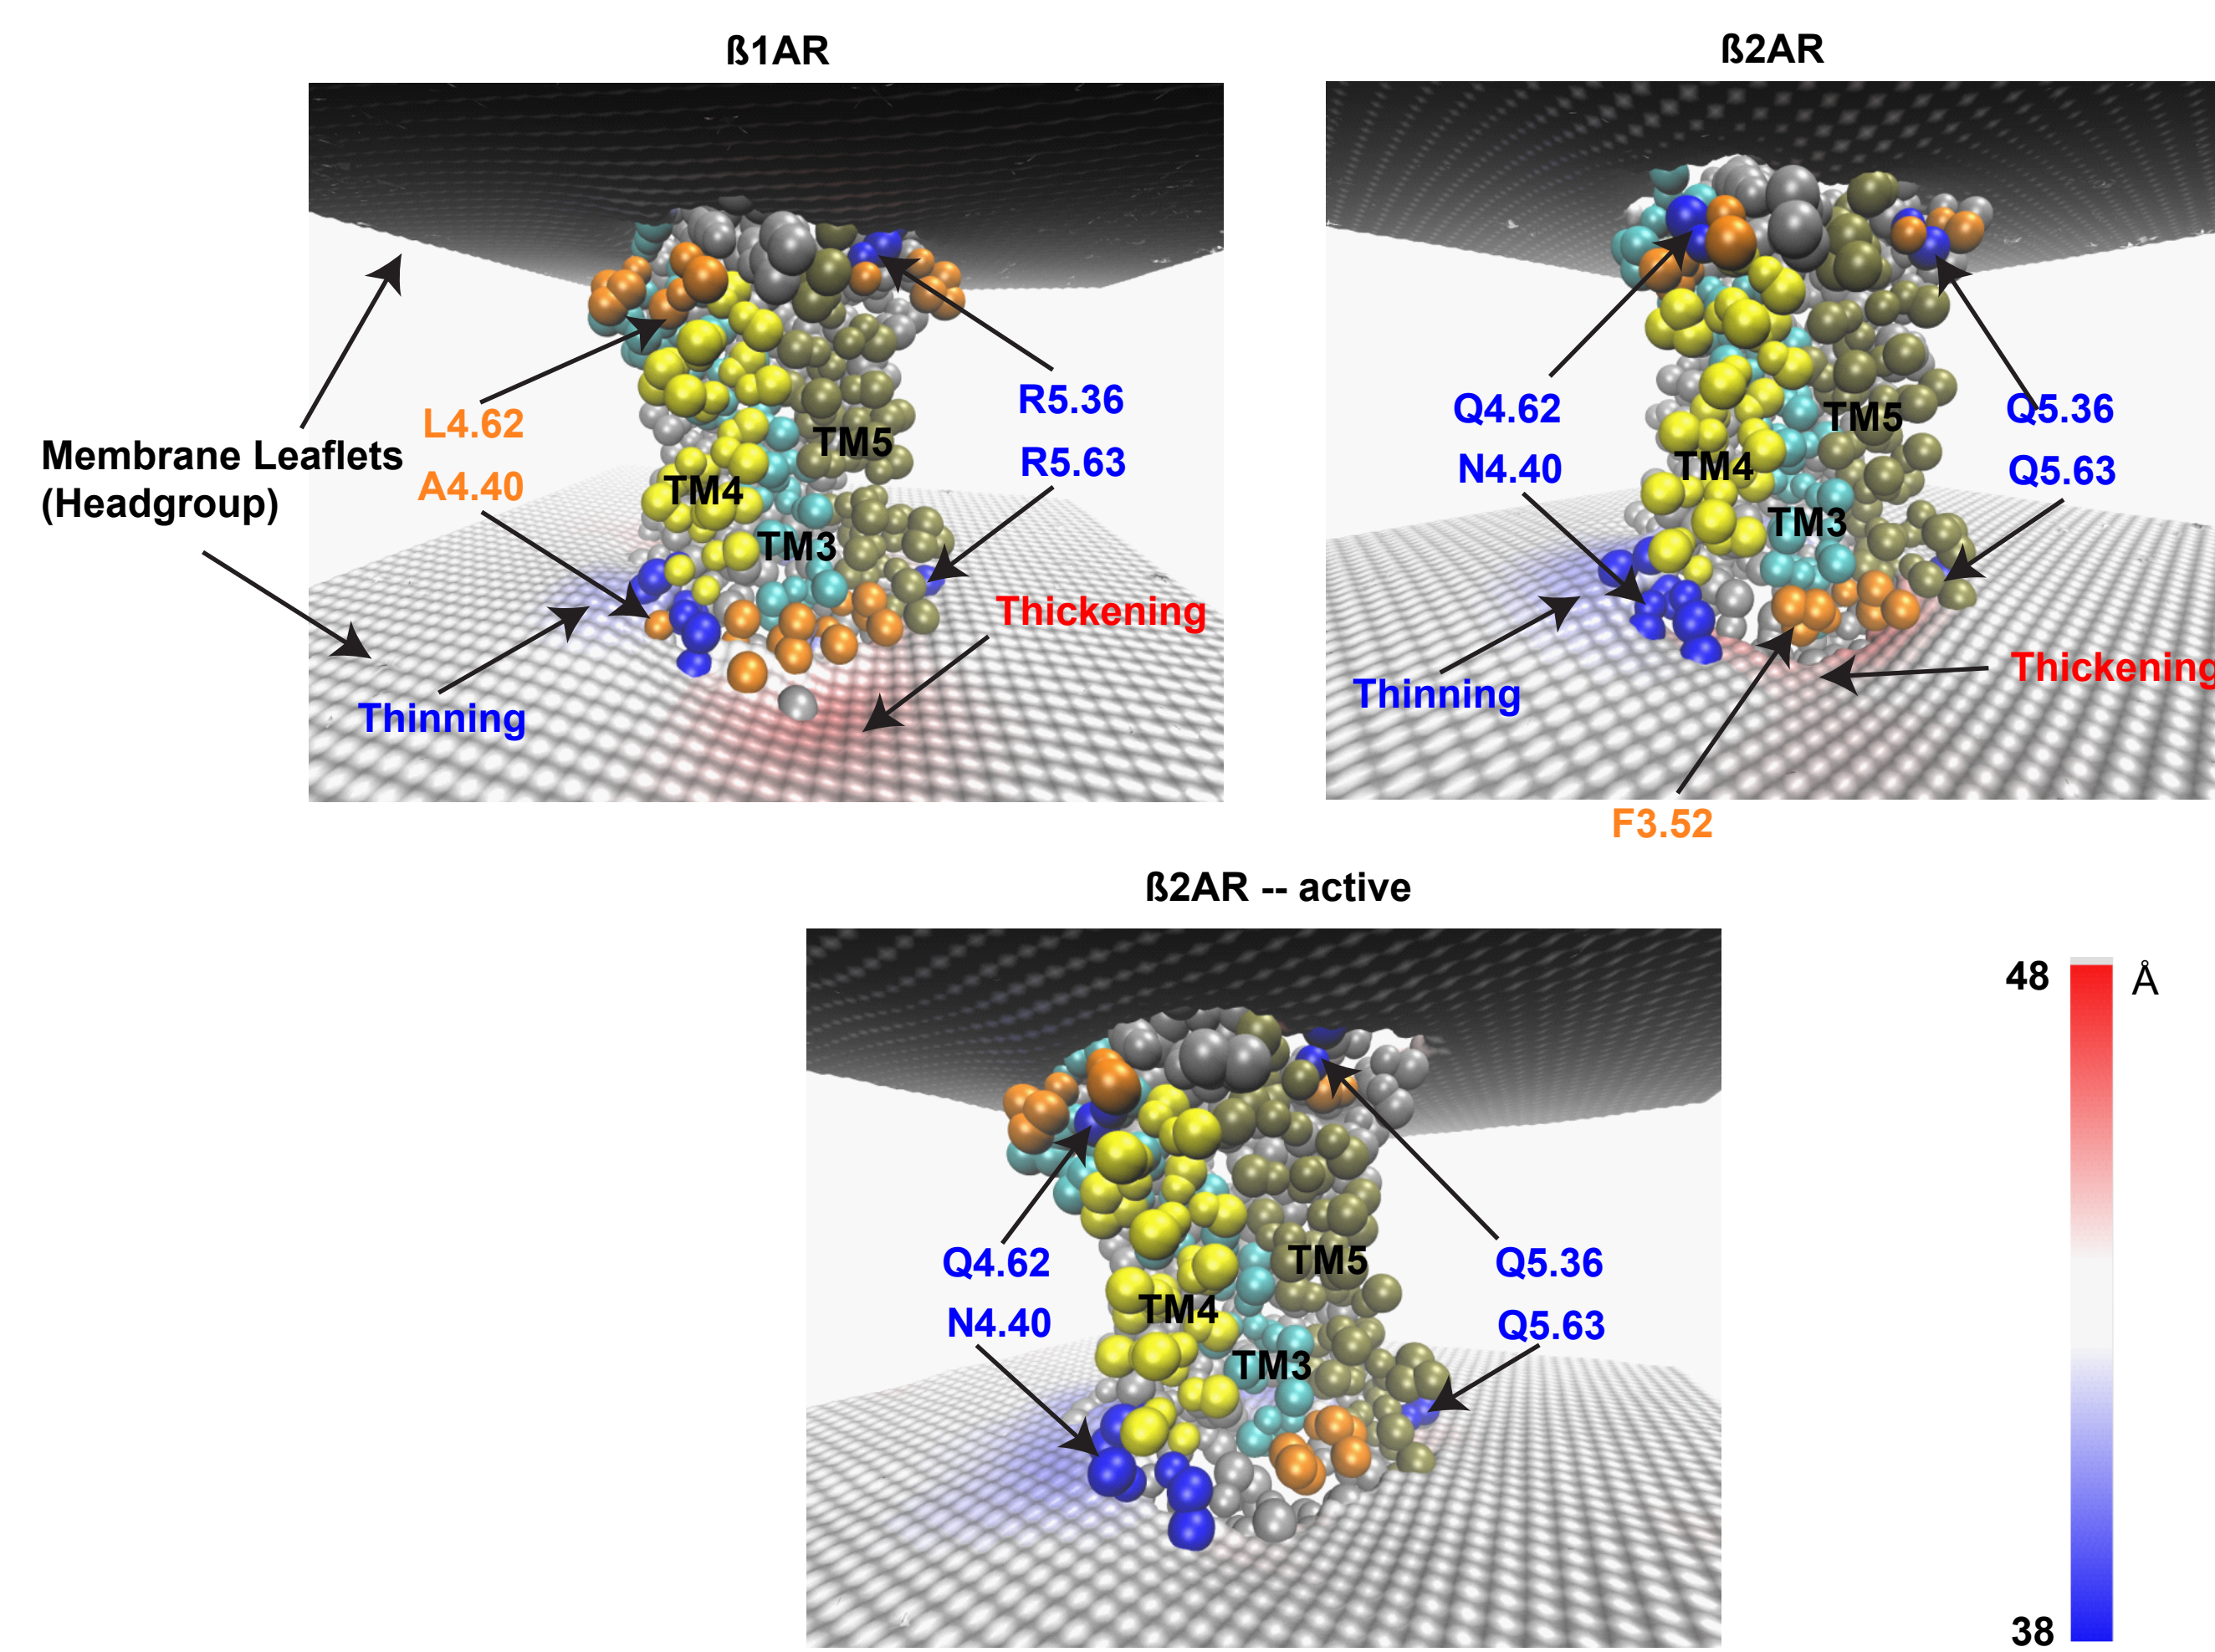 ß1AR
ß2AR
L4.62
A4.40
R5.36
R5.63
Membrane Leaflets
(Headgroup)
TM5
TM4
TM3
Thickening
Thinning
Q4.62
N4.40
Q5.36
Q5.63
TM5
TM4
TM3
Thinning
Thickening
F3.52
ß2AR -- active
48
Å
Q4.62
N4.40
Q5.36
Q5.63
TM5
TM4
TM3
38